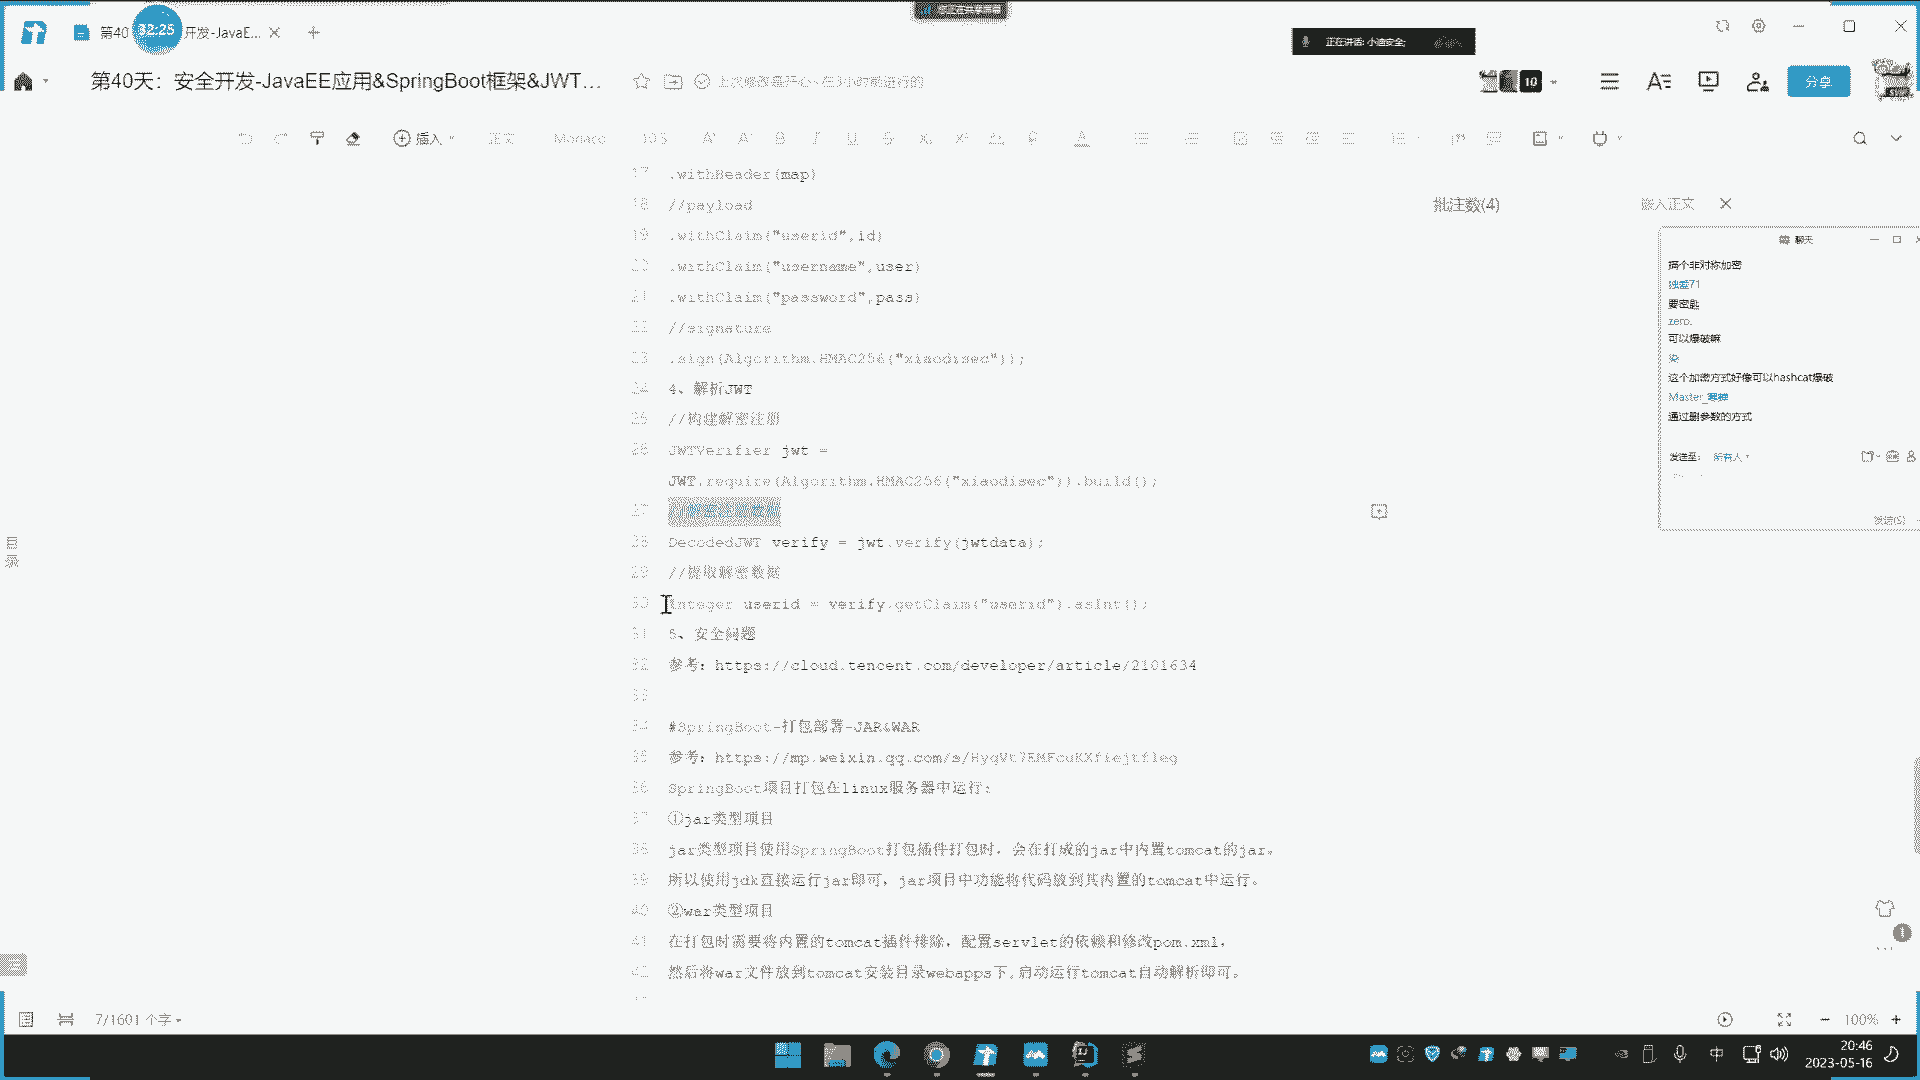 第40
02:25
开发-JavaE...
正在讲话: 小迪安全;
第40天：安全开发-JavaEE应用&SpringBoot框架&JWT...
10
分享
插入
正文
Monaco
10.5
17 .withHeader(map)
18 //payload
19 .withClaim("userid",id)
20 .withClaim("username",user)
21 .withClaim("password",pass)
22 //signature
23 .sign(Algorithm.HMAC256("xiaodisec"));
24 4、解析JWT
25 //构建解密注册
26 JWTVerifier jwt =
JWT.require(Algorithm.HMAC256("xiaodisec")).build();
27
28 DecodedJWT verify = jwt.verify(jwtdata);
29 //提取解密数据
30 Integer userid = verify.getClaim("userid").asInt();
31 5、安全问题
32 参考：https://cloud.tencent.com/developer/article/2101634
33
34 #SpringBoot-打包部署-JAR&WAR
35 参考：https://mp.weixin.qq.com/s/
36 SpringBoot项目打包在linux服务器中运行：
37 ①jar类型项目
38 jar类型项目使用SpringBoot打包插件打包时，会在打成的jar中内置tomcat的jar。
39 所以使用jdk直接运行jar即可，jar项目中功能将代码放到其内置的tomcat中运行。
40 ②war类型项目
41 在打包时需要将内置的tomcat插件排除，配置servlet的依赖和修改pom.xml，
42 然后将war文件放到tomcat安装目录webapps下，启动运行tomcat自动解析即可。
批注数(4)
嵌入正文
聊天
搞个非对称加密
独爱71
要密匙
zero.
可以爆破嘛
染
这个加密方式好像可以hashcat爆破
Master_
通过删参数的方式
发送至：
所有人
发送(S)
目录
1
7/1601 个字
100%
中
20:46
2023-05-16